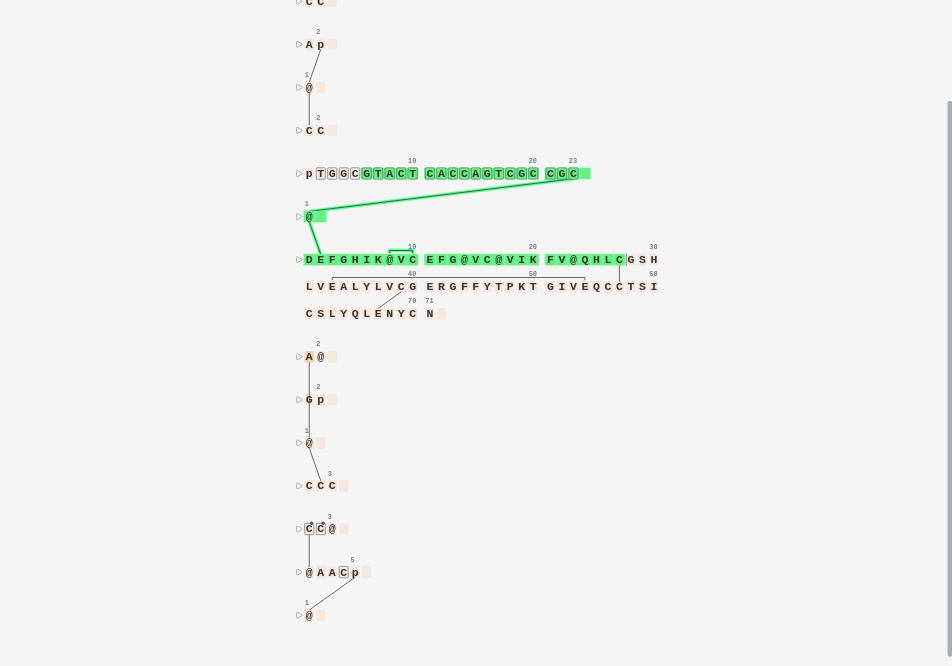 C C
2
A p
1
@
2
C C
10 20 23
p T G G C G T A C T C A C C A G T C G C C G C
1
@
10 20 30
D E F G H I K @ V C E F G @ V C @ V I K F V @ Q H L C G S H
40 50 60
L V E A L Y L V C G E R G F F Y T P K T G I V E Q C C T S I
70 71
C S L Y Q L E N Y C N
2
A @
2
G p
1
@
3
C C C
3
C C @
5
@ A A C p
1
@